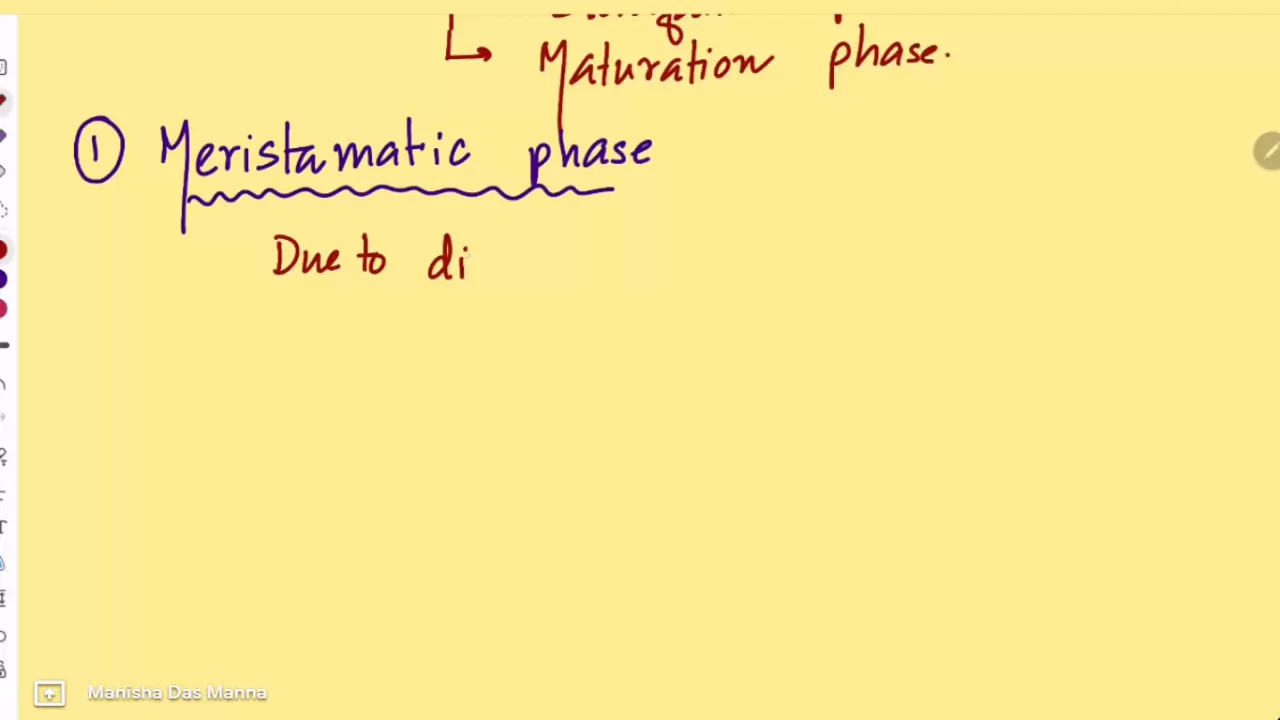 Maturation phase.
1 Meristamatic phase
Due to di
Manisha Das Manna